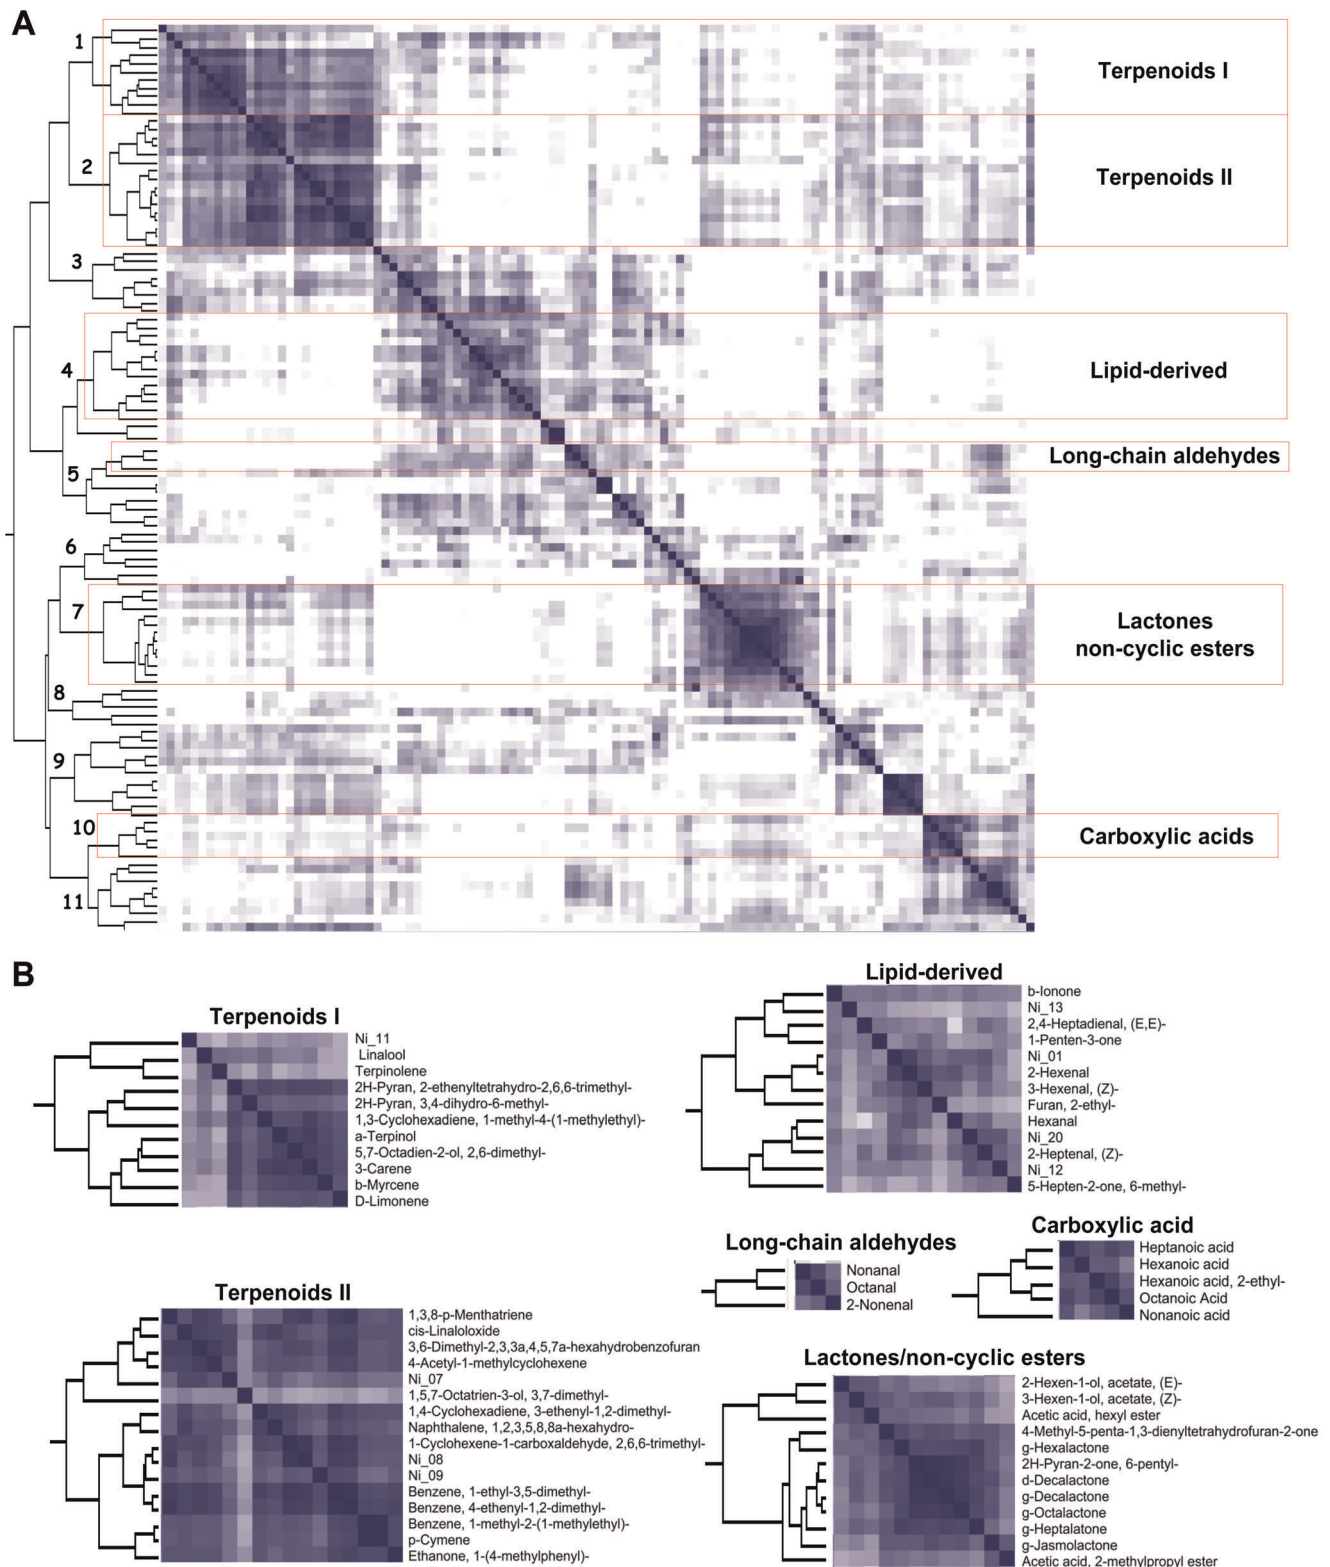 A
1
Terpenoids I
2
Terpenoids II
3
4
Lipid-derived
Long-chain aldehydes
5
6
7
Lactones
non-cyclic esters
8
9
10
Carboxylic acids
11
B
Terpenoids I
Ni_11
Linalool
Terpinolene
2H-Pyran, 2-ethenyltetrahydro-2,6,6-trimethyl-
2H-Pyran, 3,4-dihydro-6-methyl-
1,3-Cyclohexadiene, 1-methyl-4-(1-methylethyl)-
a-Terpinol
5,7-Octadien-2-ol, 2,6-dimethyl-
3-Carene
b-Myrcene
D-Limonene
Lipid-derived
b-Ionone
Ni_13
2,4-Heptadienal, (E,E)-
1-Penten-3-one
Ni_01
2-Hexenal
3-Hexenal, (Z)-
Furan, 2-ethyl-
Hexanal
Ni_20
2-Heptenal, (Z)-
Ni_12
5-Hepten-2-one, 6-methyl-
Long-chain aldehydes
Nonanal
Octanal
2-Nonenal
Carboxylic acid
Heptanoic acid
Hexanoic acid
Hexanoic acid, 2-ethyl-
Octanoic Acid
Nonanoic acid
Terpenoids II
1,3,8-p-Menthatriene
cis-Linaloloxide
3,6-Dimethyl-2,3,3a,4,5,7a-hexahydrobenzofuran
4-Acetyl-1-methylcyclohexene
Ni_07
1,5,7-Octatrien-3-ol, 3,7-dimethyl-
1,4-Cyclohexadiene, 3-ethenyl-1,2-dimethyl-
Naphthalene, 1,2,3,5,8,8a-hexahydro-
1-Cyclohexene-1-carboxaldehyde, 2,6,6-trimethyl-
Ni_08
Ni_09
Benzene, 1-ethyl-3,5-dimethyl-
Benzene, 4-ethenyl-1,2-dimethyl-
Benzene, 1-methyl-2-(1-methylethyl)-
p-Cymene
Ethanone, 1-(4-methylphenyl)-
Lactones/non-cyclic esters
2-Hexen-1-ol, acetate, (E)-
3-Hexen-1-ol, acetate, (Z)-
Acetic acid, hexyl ester
4-Methyl-5-penta-1,3-dienyltetrahydrofuran-2-one
g-Hexalactone
2H-Pyran-2-one, 6-pentyl-
d-Decalactone
g-Decalactone
g-Octalactone
g-Heptalatone
g-Jasmolactone
Acetic acid, 2-methylpropyl ester